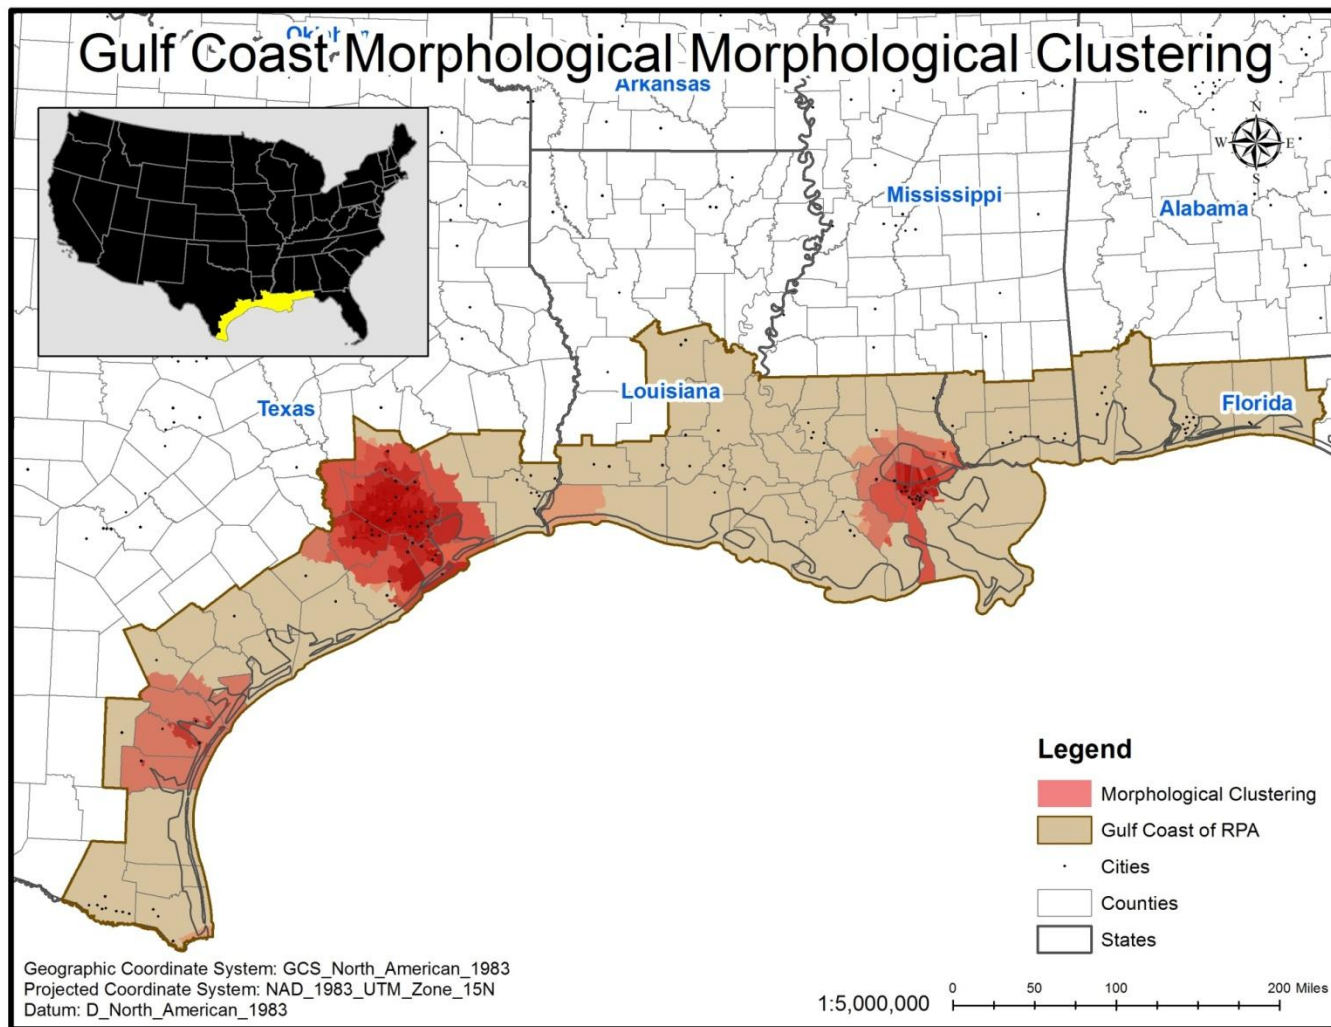 Gulf Coast Morphological Morphological Clustering
Arkansas
N
W E
S
Mississippi
Alabama
Louisiana
Texas
Florida
Legend
Morphological Clustering
Gulf Coast of RPA
Cities
Counties
States
Geographic Coordinate System: GCS_North_American_1983
Projected Coordinate System: NAD_1983_UTM_Zone_15N
Datum: D_North_American_1983
1:5,000,000
0 50 100 200 Miles